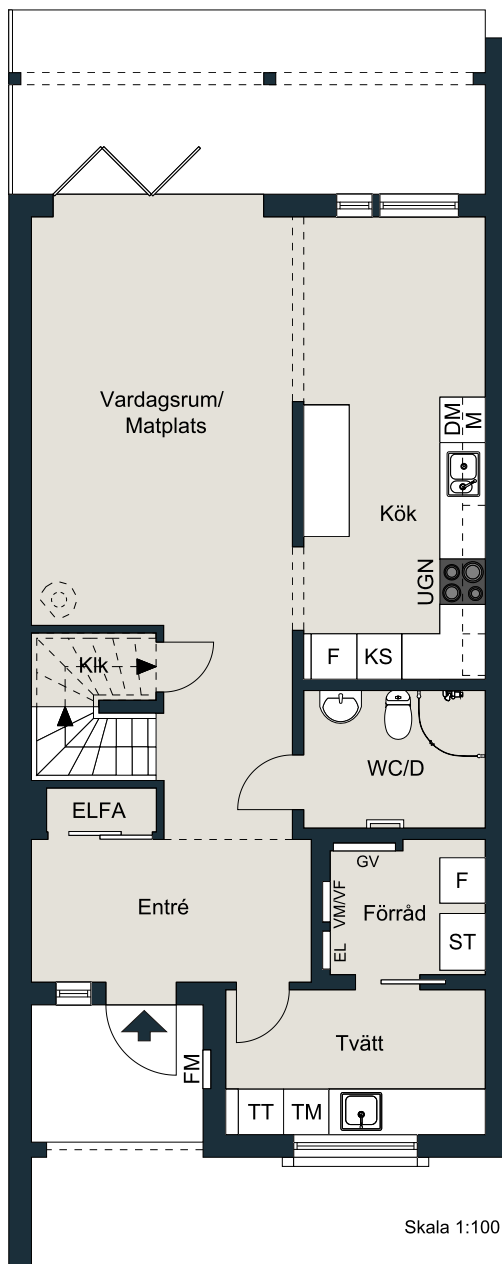 Vardagsrum/
Matplats
DM
M
Kök
UGN
F
KS
Klk
WC/D
ELFA
GV
F
VM/VF
Entré
Förråd
EL
ST
Tvätt
FM
TT
TM
Skala 1:100